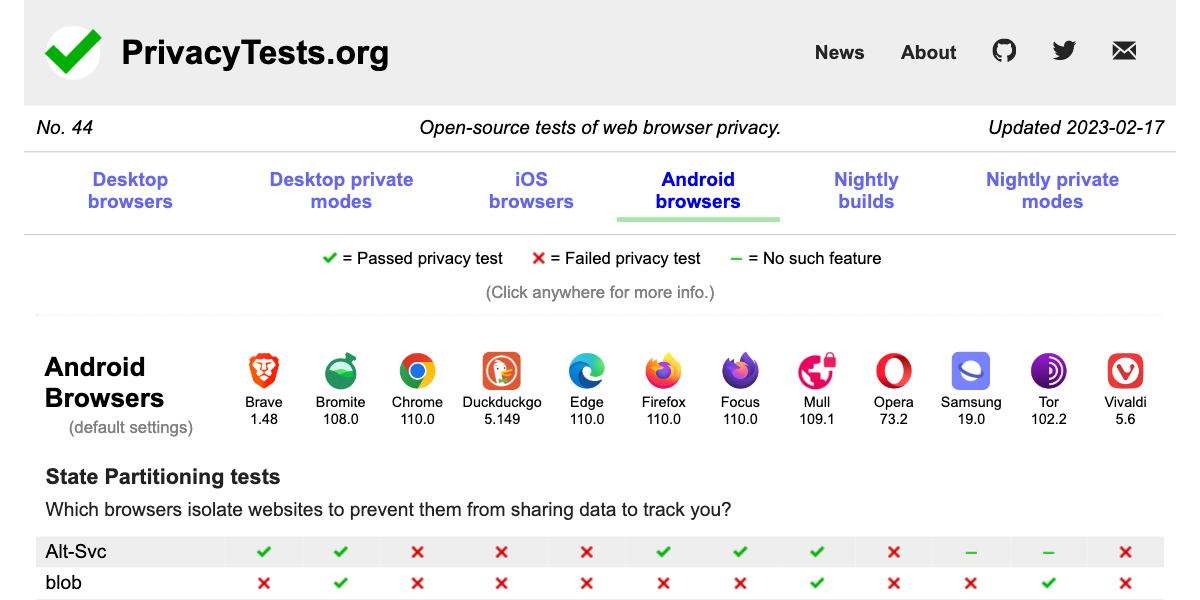 PrivacyTests.org
News About
No. 44 Open-source tests of web browser privacy. Updated 2023-02-17
Desktop browsers Desktop private modes iOS browsers Android browsers Nightly builds Nightly private modes
= Passed privacy test = Failed privacy test = No such feature
(Click anywhere for more info.)
Android
Browsers
(default settings)
Brave Bromite Chrome Duckduckgo Edge Firefox Focus Mull Opera Samsung Tor Vivaldi
1.48 108.0 110.0 5.149 110.0 110.0 110.0 109.1 73.2 19.0 102.2 5.6
State Partitioning tests
Which browsers isolate websites to prevent them from sharing data to track you?
Alt-Svc
blob